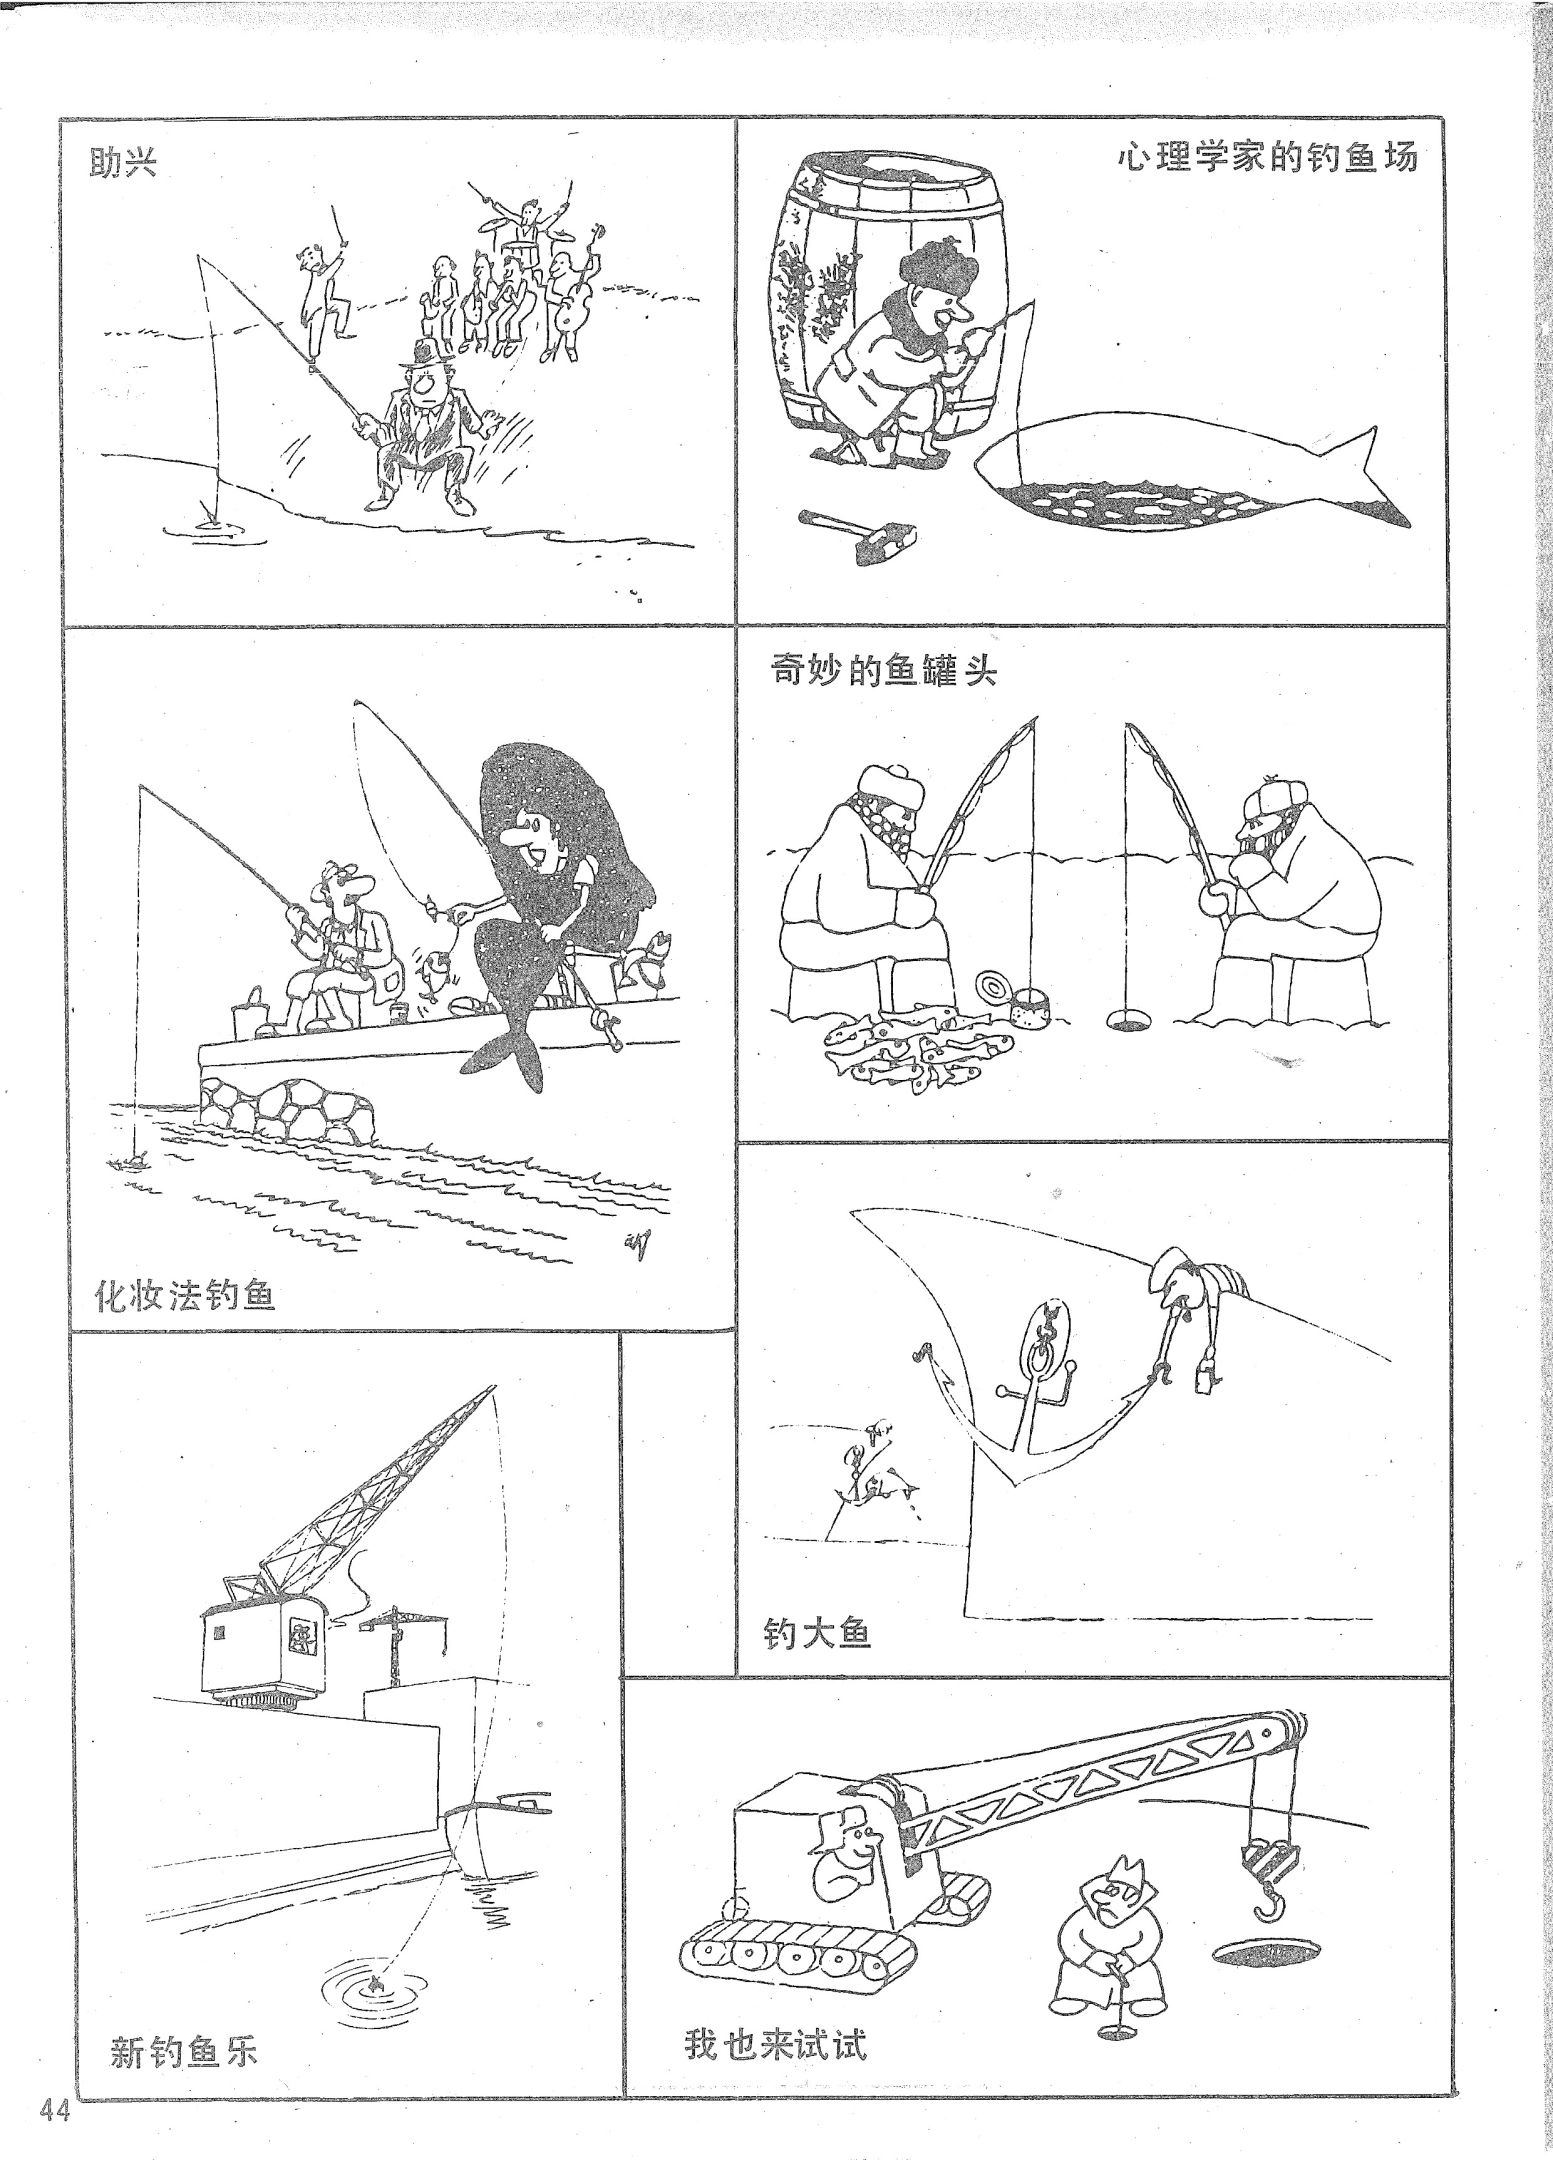 助兴
心理学家的钓鱼场
奇妙的鱼罐头
化妆法钓鱼
钓大鱼
新钓鱼乐
我也来试试
44